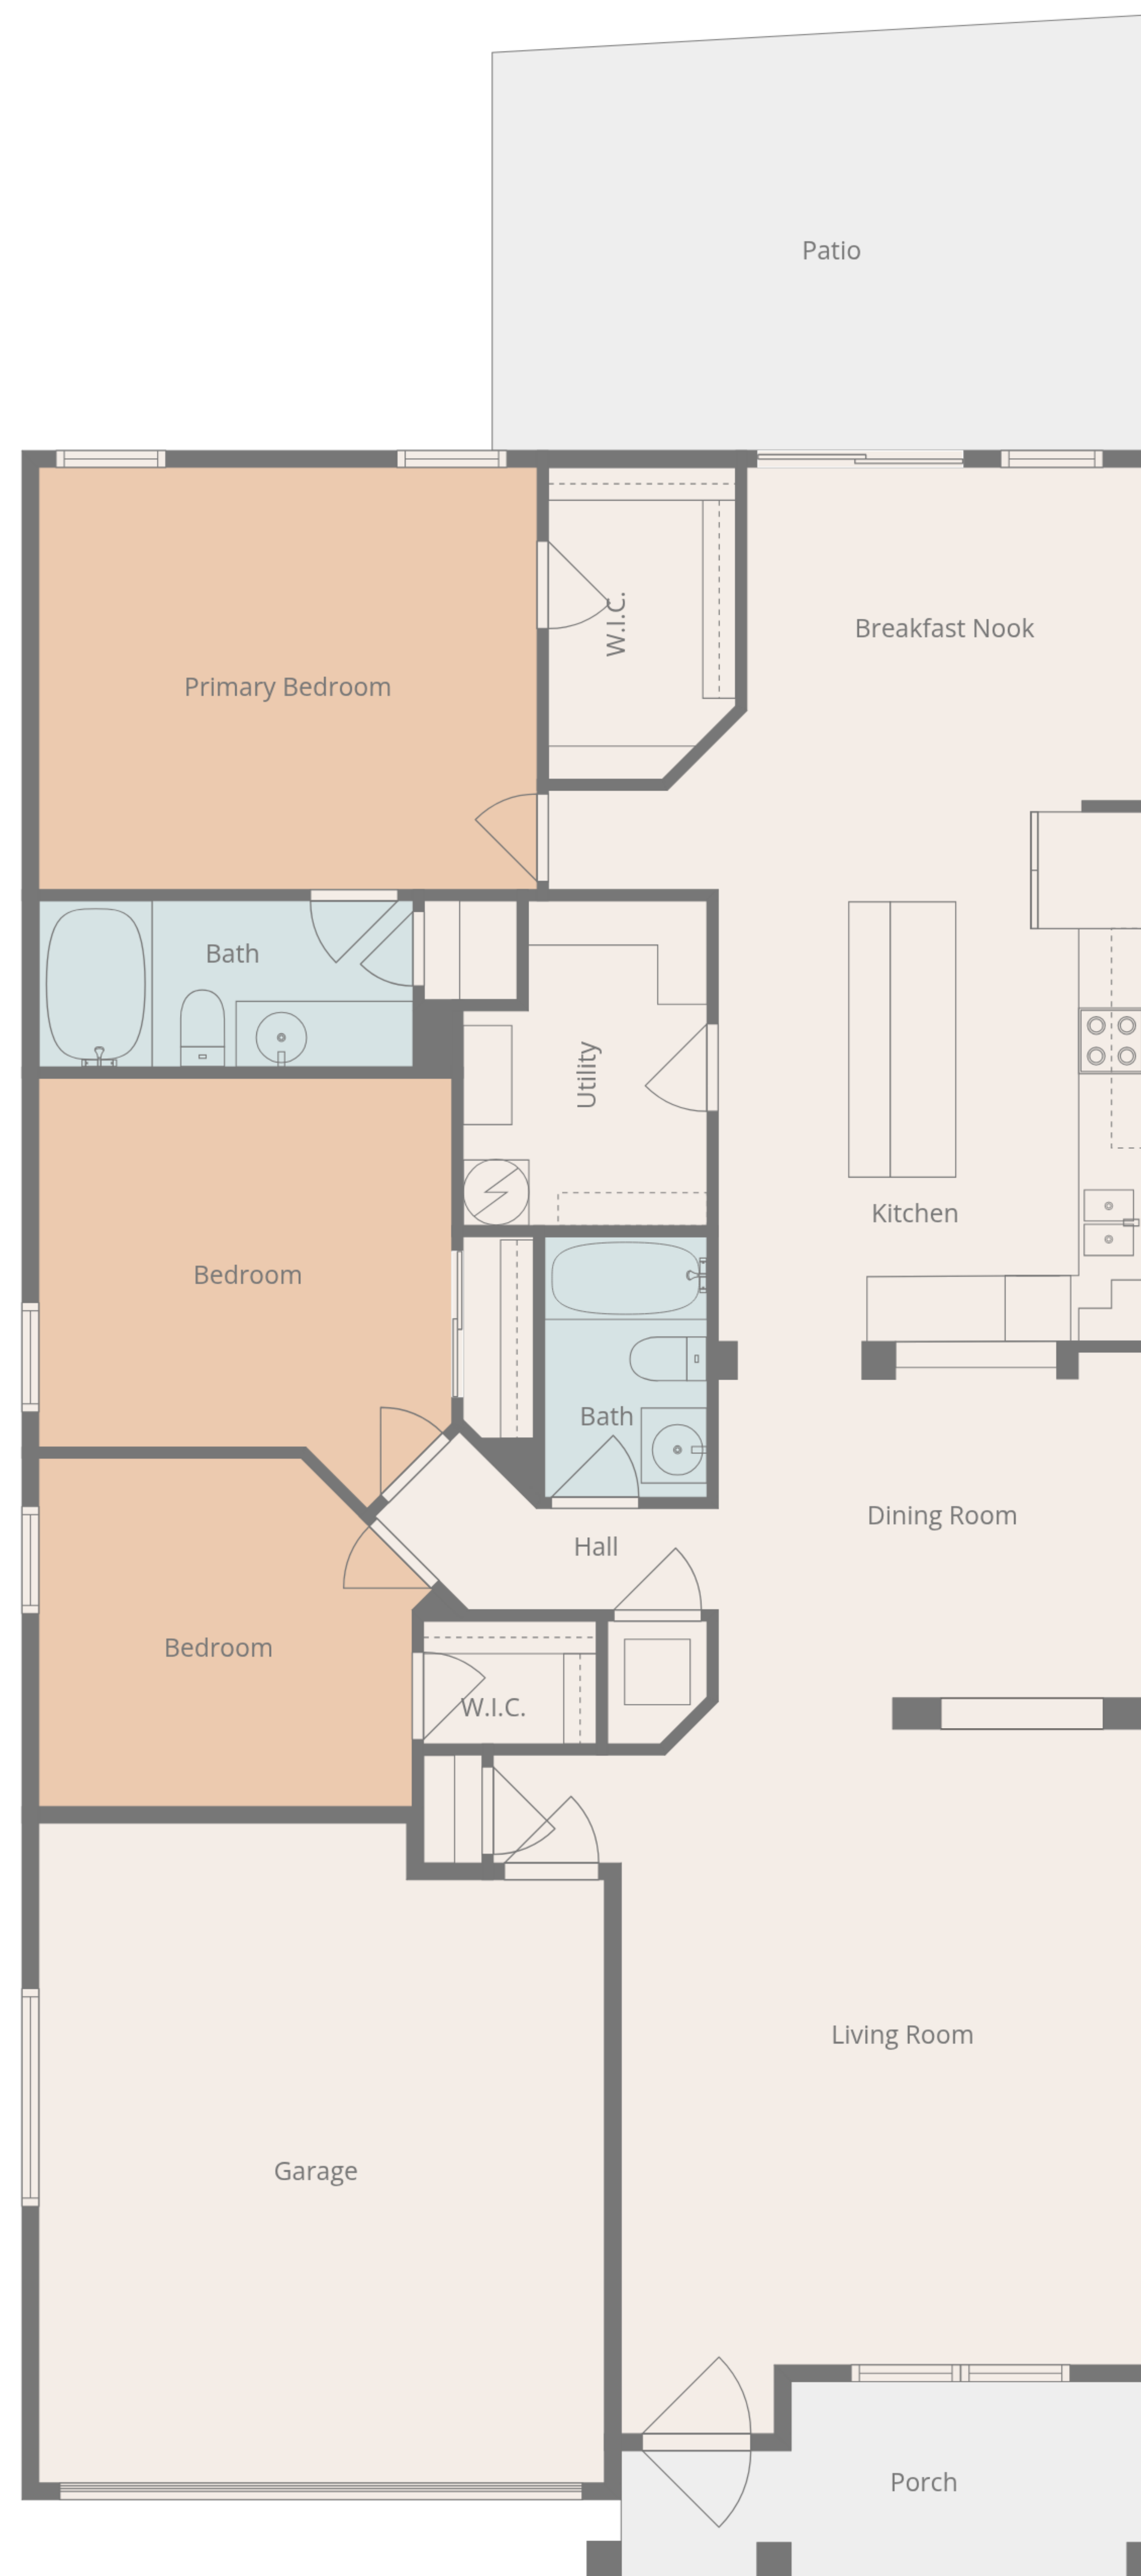 Patio
W.I.C.
Breakfast Nook
Primary Bedroom
Bath
Utility
Kitchen
Bedroom
Bath
Dining Room
Hall
Bedroom
W.I.C.
Living Room
Garage
Porch